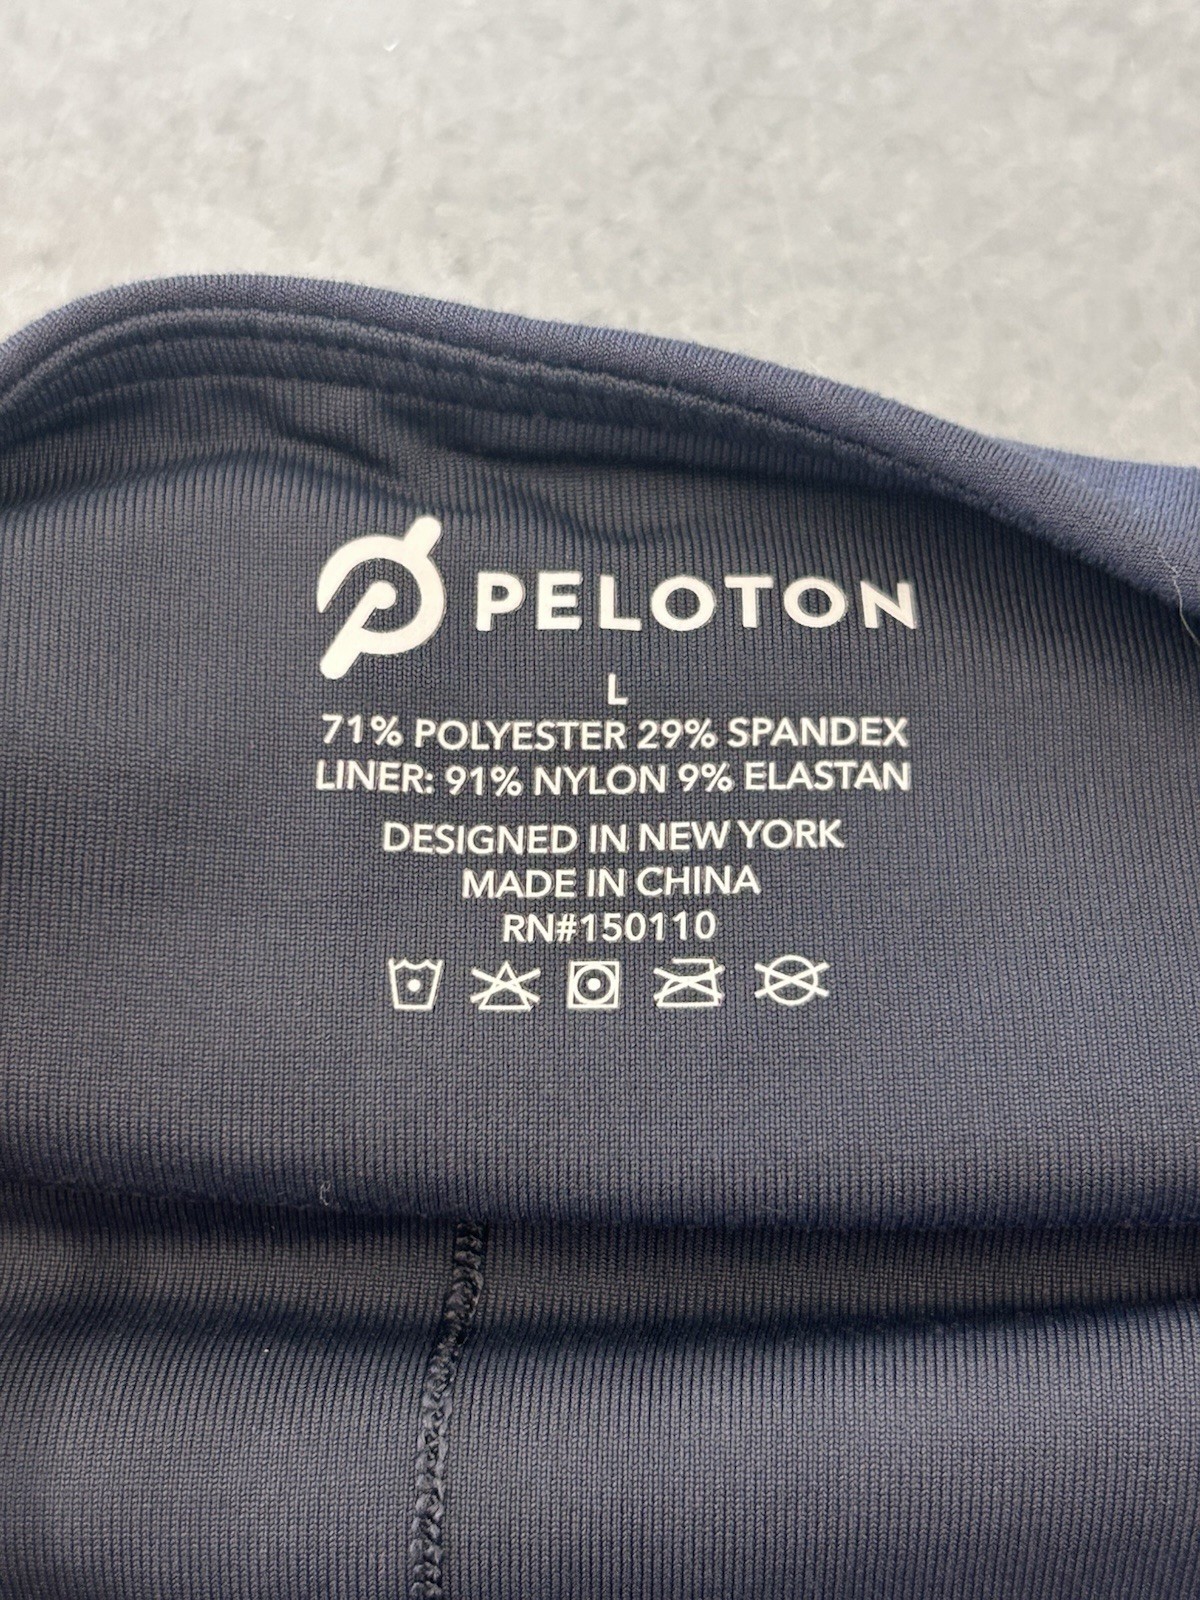 PELOTON
L
71% POLYESTER 29% SPANDEX
LINER: 91% NYLON 9% ELASTAN
DESIGNED IN NEW YORK
MADE IN CHINA
RN#150110